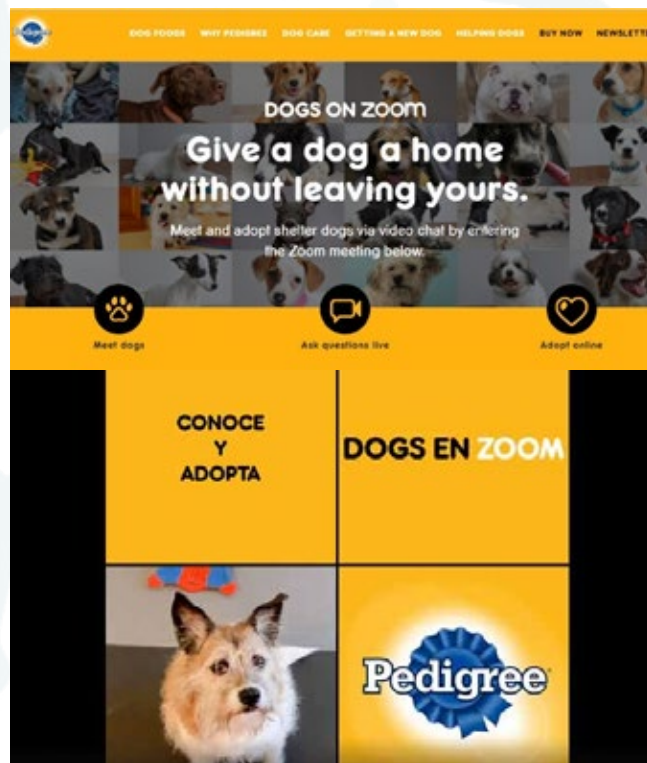 Pedigree
DOG FOODS WHY PEDIGREE DOG CARE GETTING A NEW DOG HELPING DOGS BUY NOW NEWSLETT
DOGS ON ZOOM
Give a dog a home
without leaving yours.
Meet and adopt shelter dogs via video chat by entering
the Zoom meeting below.
Meet dogs
Ask questions live
Adopt online
CONOCE
Y
ADOPTA
DOGS EN ZOOM
Pedigree